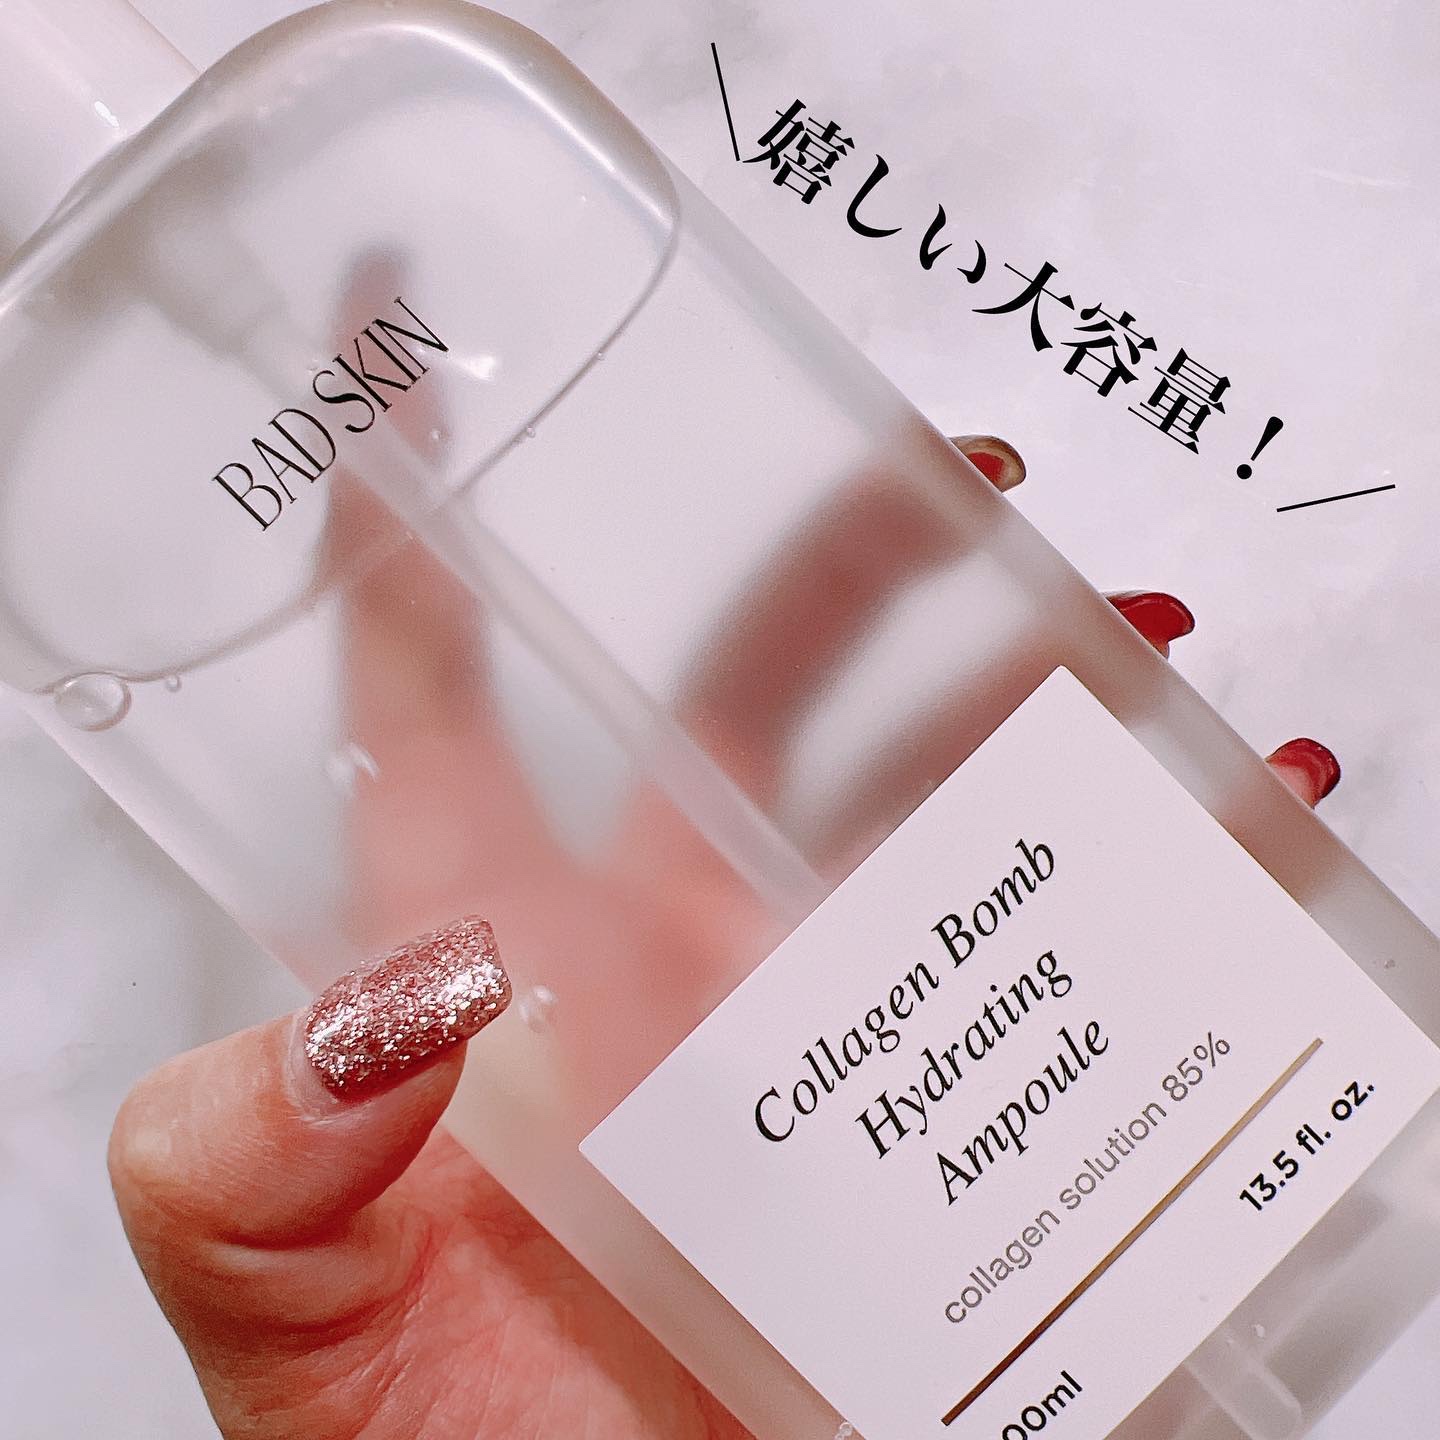 嬉しい大容量！
BAD SKIN
Collagen Bomb
Hydrating
Ampoule
collagen solution 85%
13.5 fl. oz.
00ml